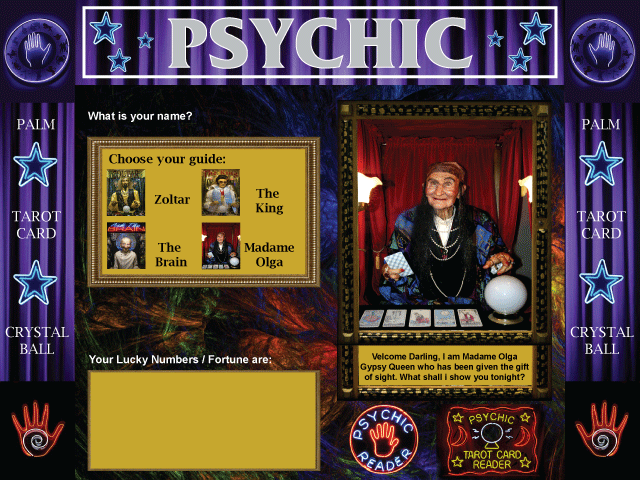 PSYCHIC
PALM
TAROT
CARD
CRYSTAL
BALL
What is your name?
Choose your guide:
Zoltar
The
King
The
Brain
Madame
Olga
Your Lucky Numbers / Fortune are:
Velcome Darling, I am Madame Olga
Gypsy Queen who has been given the gift
of sight. What shall i show you tonight?
PSYCHIC
READER
PSYCHIC
TAROT CARD
READER
PALM
TAROT
CARD
CRYSTAL
BALL